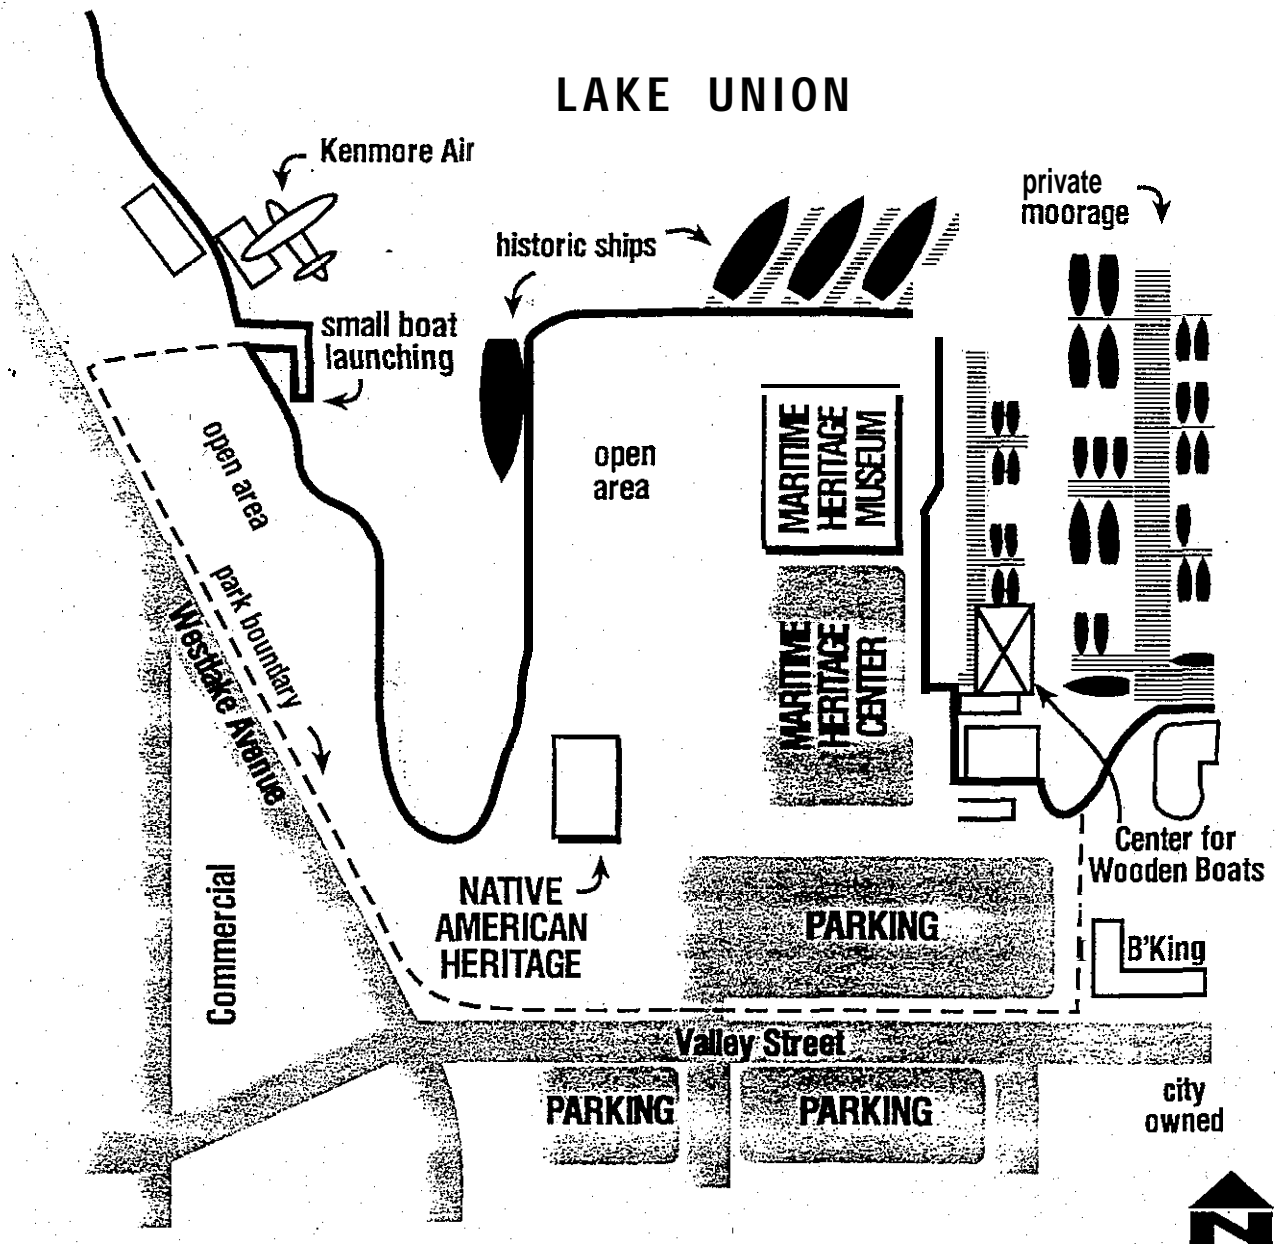 LAKE UNION
Kenmore Air
private
moorage
historic ships
small boat
launching
open area
open
area
MARITIME
HERITAGE
MUSEUM
park boundary
Westlake Avenue
MARITIME
HERITAGE
CENTER
Center for
Wooden Boats
Commercial
NATIVE
AMERICAN
HERITAGE
PARKING
B'King
Valley Street
PARKING
PARKING
city
owned
N